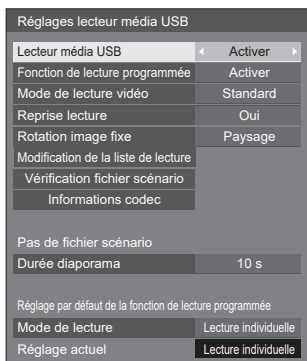 Réglages lecteur média USB
Lecteur média USB Activer
Fonction de lecture programmée Activer
Mode de lecture vidéo Standard
Reprise lecture Oui
Rotation image fixe Paysage
Modification de la liste de lecture
Vérification fichier scénario
Informations codec
Pas de fichier scénario
Durée diaporama 10 s
Réglage par défaut de la fonction de lecture programmée
Mode de lecture Lecture individuelle
Réglage actuel Lecture individuelle